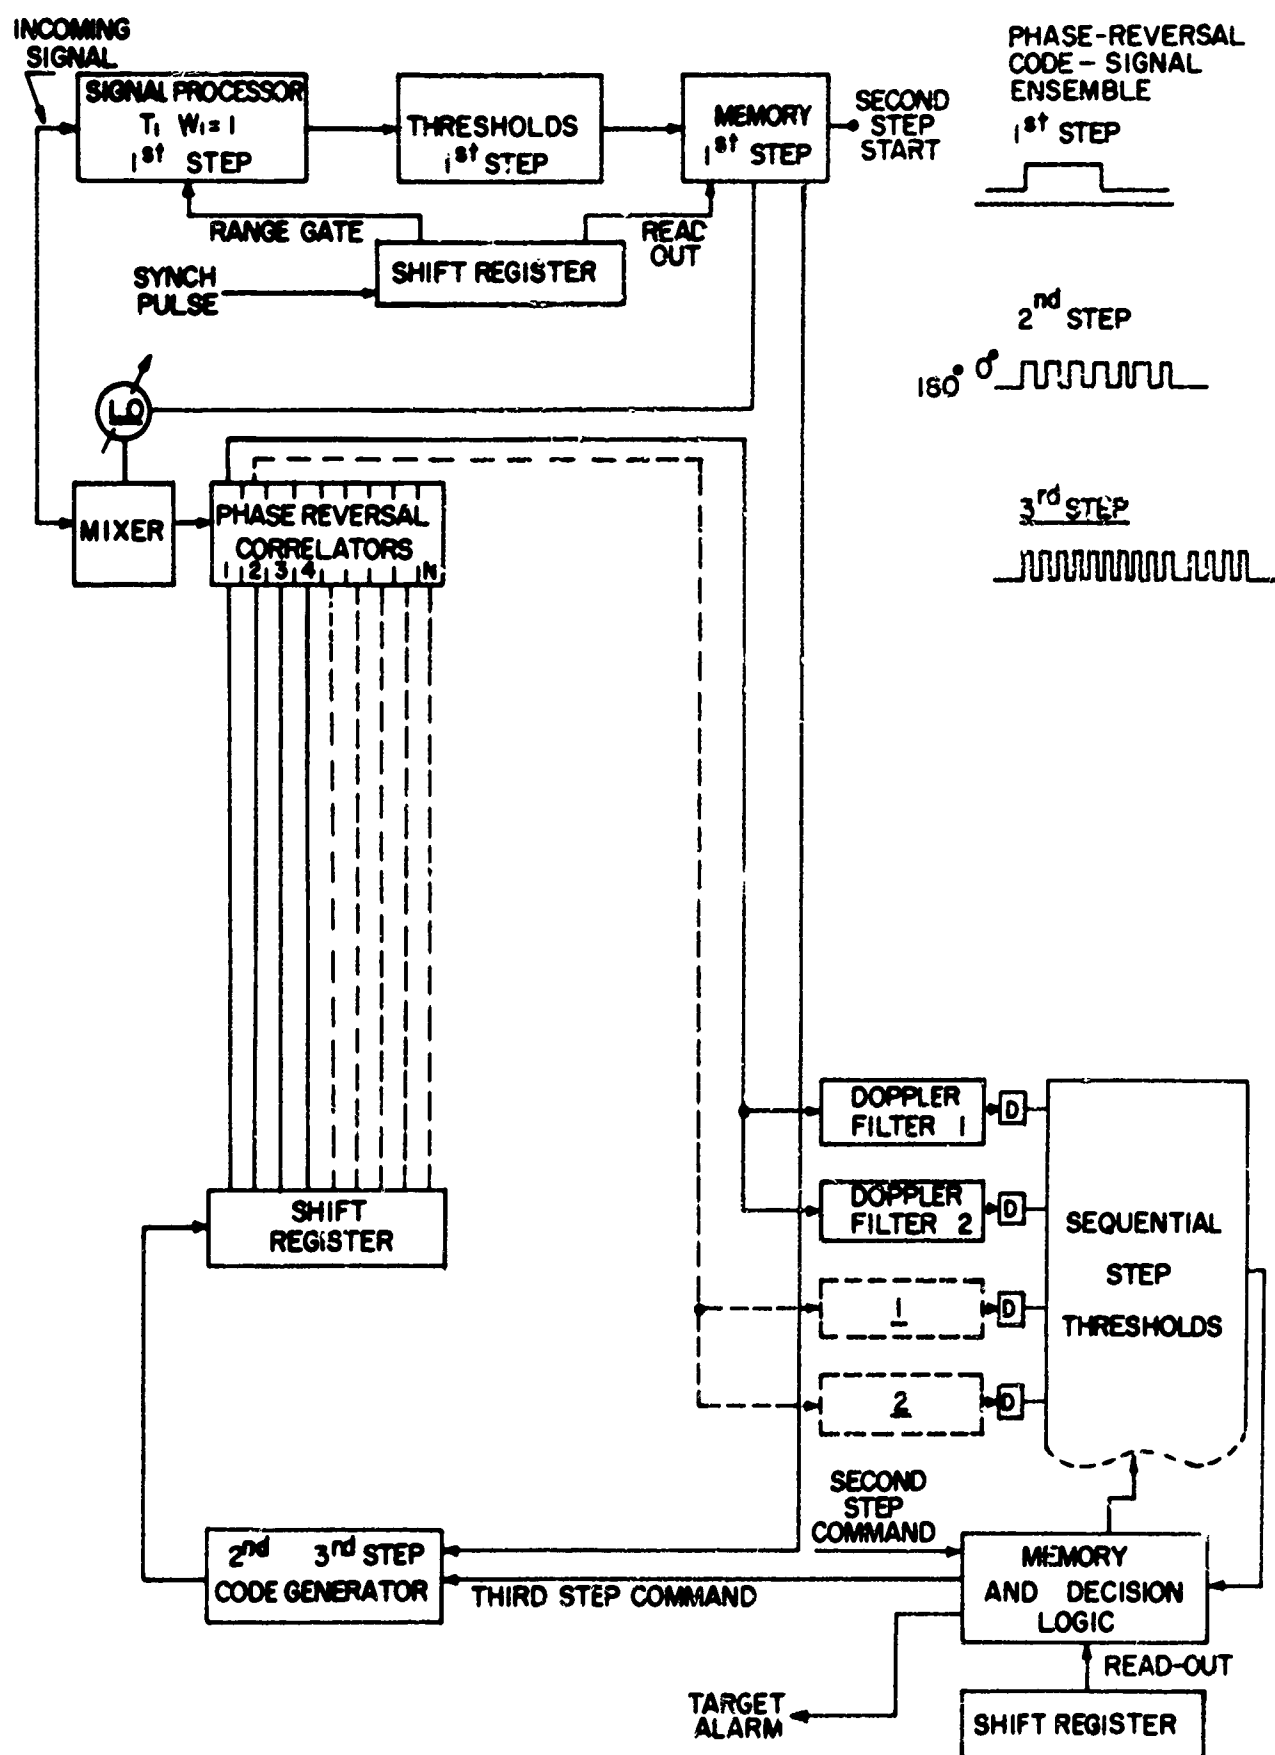 INCOMING
SIGNAL
SIGNAL PROCESSOR
T1 W1 = 1
1st STEP
THRESHOLDS
1st STEP
MEMORY
1st STEP
SECOND
STEP
START
PHASE-REVERSAL
CODE - SIGNAL
ENSEMBLE
1st STEP
RANGE GATE
READ
OUT
SHIFT REGISTER
SYNCH
PULSE
2nd STEP
180° 0°
LO
3rd STEP
MIXER
PHASE REVERSAL
CORRELATORS
1 2 3 4 N
DOPPLER
FILTER 1
D
DOPPLER
FILTER 2
D
1
D
2
D
SEQUENTIAL
STEP
THRESHOLDS
SHIFT
REGISTER
SECOND
STEP
COMMAND
2nd 3nd STEP
CODE GENERATOR
THIRD STEP COMMAND
MEMORY
AND DECISION
LOGIC
READ-OUT
TARGET
ALARM
SHIFT REGISTER